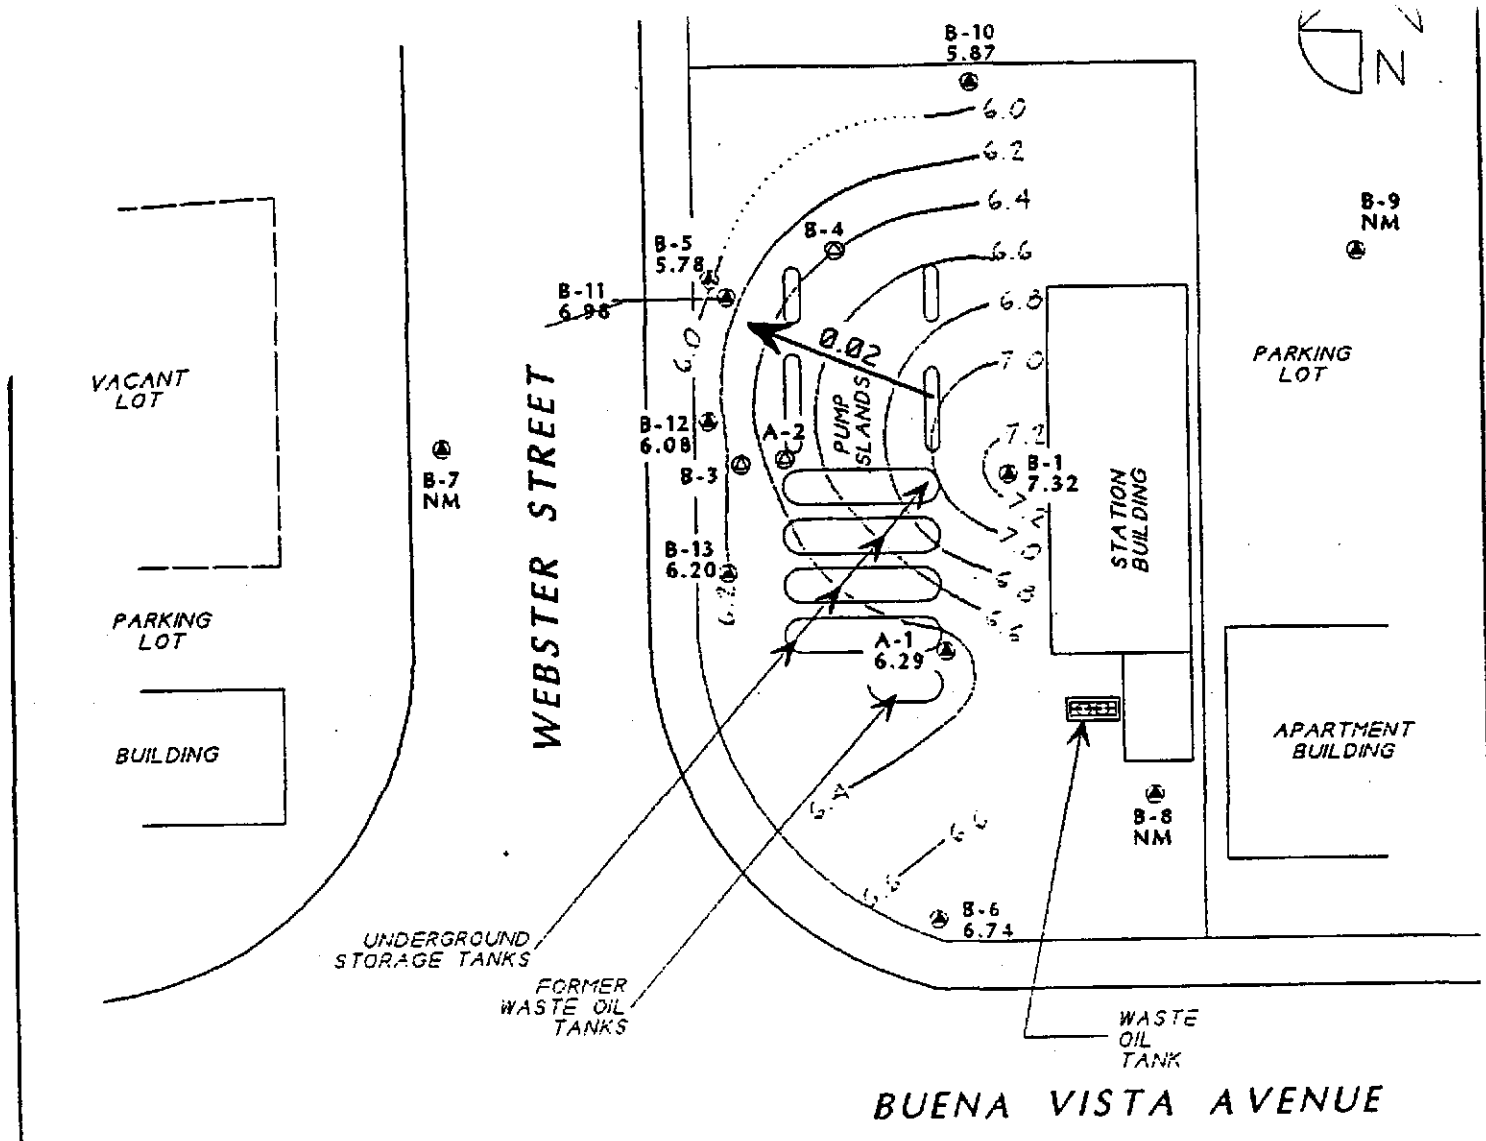 B-10
5.87
N
6.0
6.2
6.4
B-9
NM
B-4
B-5
5.78
6.6
B-11
6.98
6.8
6.0
0.02
7.0
PARKING
LOT
VACANT
LOT
WEBSTER STREET
PUMP
ISLANDS
7.2
B-12
6.08
A-2
B-3
B-1
7.32
B-7
NM
STATION
BUILDING
7.2
7.0
B-13
6.20
6.8
6.2
6.6
PARKING
LOT
A-1
6.29
BUILDING
APARTMENT
BUILDING
6.4
B-8
NM
6.6
6.6
B-6
6.74
UNDERGROUND
STORAGE TANKS
FORMER
WASTE OIL
TANKS
WASTE
OIL
TANK
BUENA VISTA AVENUE